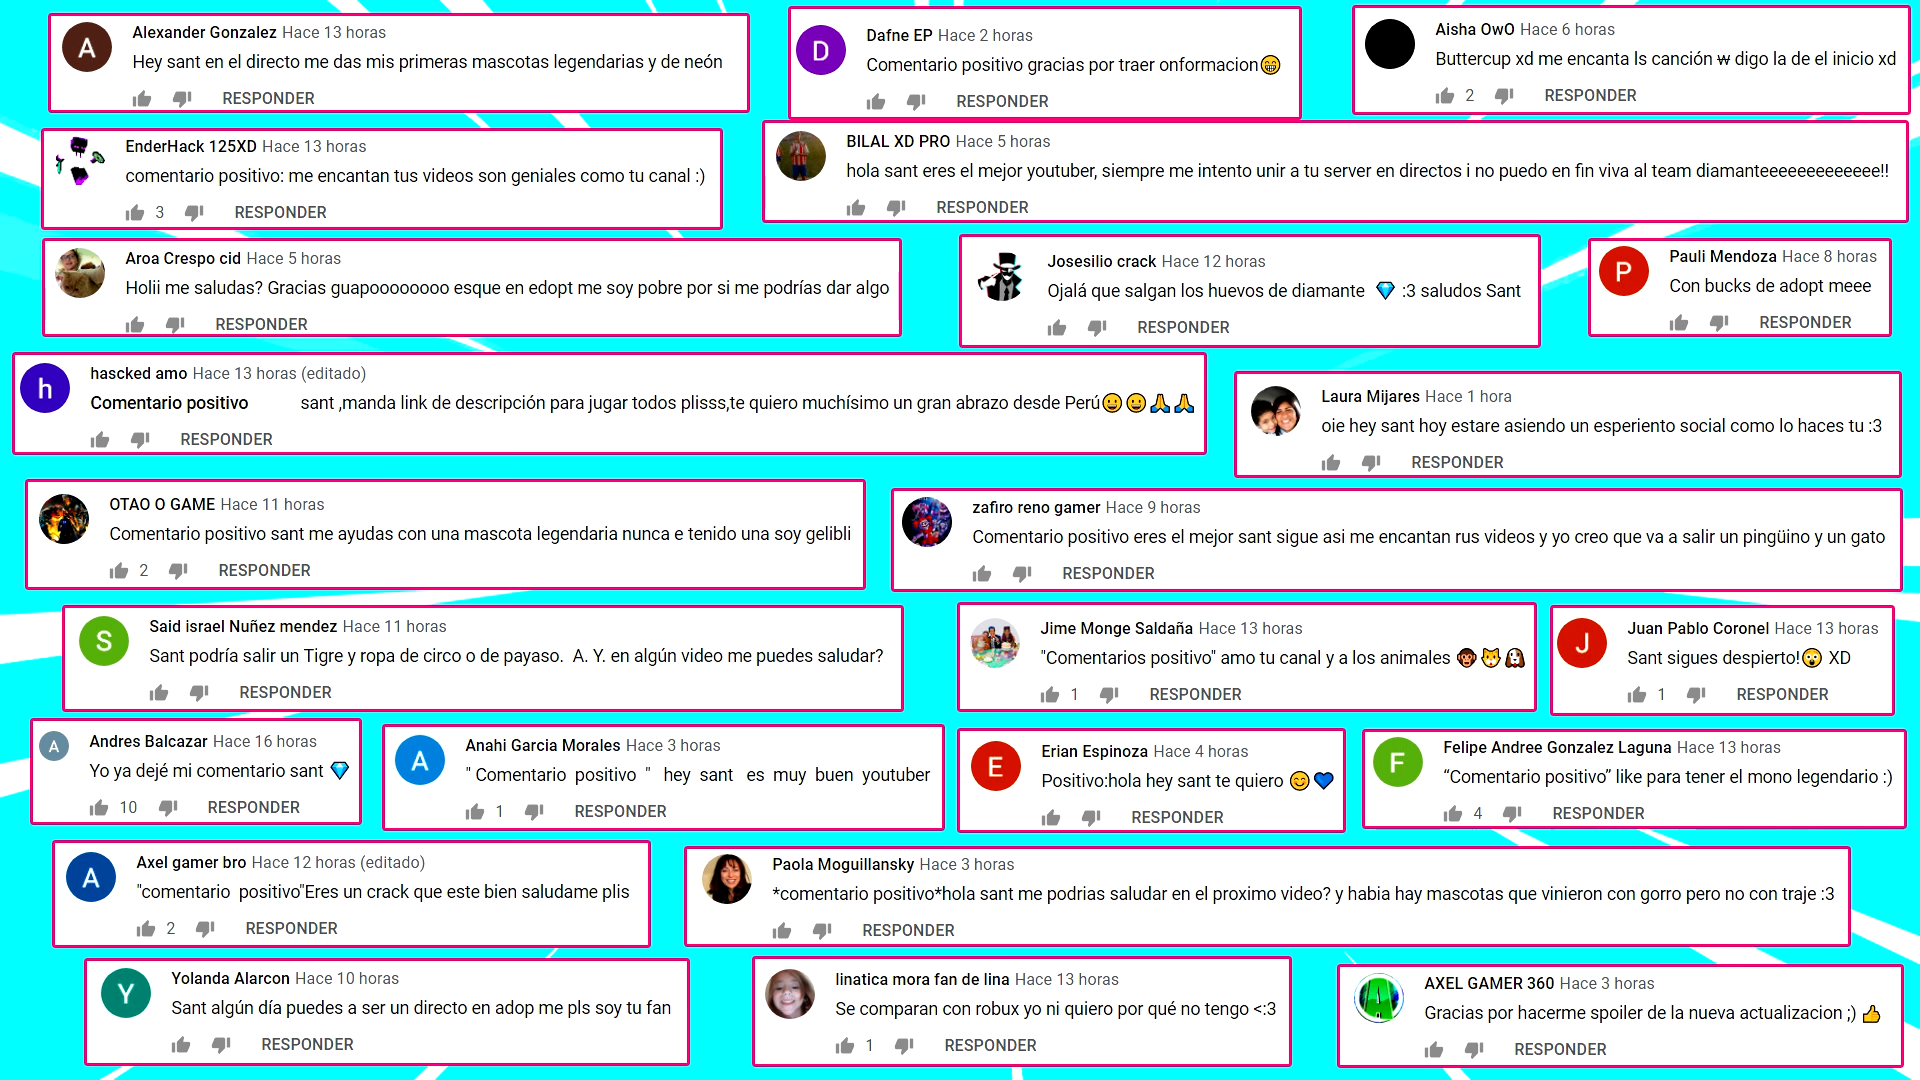 Alexander Gonzalez Hace 13 horas
Hey sant en el directo me das mis primeras mascotas legendarias y de neón
RESPONDER
Dafne EP Hace 2 horas
Comentario positivo gracias por traer onformacion😁
RESPONDER
Aisha OwO Hace 6 horas
Buttercup xd me encanta ls canción ₩ digo la de el inicio xd
2 RESPONDER
EnderHack 125XD Hace 13 horas
comentario positivo: me encantan tus videos son geniales como tu canal :)
3 RESPONDER
BILAL XD PRO Hace 5 horas
hola sant eres el mejor youtuber, siempre me intento unir a tu server en directos i no puedo en fin viva al team diamanteeeeeeeeeeeee!!
RESPONDER
Aroa Crespo cid Hace 5 horas
Holii me saludas? Gracias guapoooooooo esque en edopt me soy pobre por si me podrías dar algo
RESPONDER
Josesilio crack Hace 12 horas
Ojalá que salgan los huevos de diamante 💎 :3 saludos Sant
RESPONDER
P
Pauli Mendoza Hace 8 horas
Con bucks de adopt meee
RESPONDER
hascked amo Hace 13 horas (editado)
Comentario positivo sant ,manda link de descripción para jugar todos plisss,te quiero muchísimo un gran abrazo desde Perú😀😀🙏🙏
RESPONDER
Laura Mijares Hace 1 hora
oie hey sant hoy estare asiendo un esperiento social como lo haces tu :3
RESPONDER
OTAO O GAME Hace 11 horas
Comentario positivo sant me ayudas con una mascota legendaria nunca e tenido una soy gelibli
2 RESPONDER
zafiro reno gamer Hace 9 horas
Comentario positivo eres el mejor sant sigue asi me encantan rus videos y yo creo que va a salir un pingüino y un gato
RESPONDER
Said israel Nuñez mendez Hace 11 horas
Sant podría salir un Tigre y ropa de circo o de payaso. A. Y. en algún video me puedes saludar?
RESPONDER
Jime Monge Saldaña Hace 13 horas
"Comentarios positivo" amo tu canal y a los animales 🐵🐱🐶
1 RESPONDER
Juan Pablo Coronel Hace 13 horas
Sant sigues despierto!😲 XD
1 RESPONDER
Andres Balcazar Hace 16 horas
Yo ya dejé mi comentario sant 💎
10 RESPONDER
Anahi Garcia Morales Hace 3 horas
" Comentario positivo " hey sant es muy buen youtuber
1 RESPONDER
Erian Espinoza Hace 4 horas
Positivo:hola hey sant te quiero 😊💙
RESPONDER
Felipe Andree Gonzalez Laguna Hace 13 horas
“Comentario positivo” like para tener el mono legendario :)
4 RESPONDER
Axel gamer bro Hace 12 horas (editado)
"comentario positivo"Eres un crack que este bien saludame plis
2 RESPONDER
Paola Moguillansky Hace 3 horas
*comentario positivo*hola sant me podrias saludar en el proximo video? y habia hay mascotas que vinieron con gorro pero no con traje :3
RESPONDER
Yolanda Alarcon Hace 10 horas
Sant algún día puedes a ser un directo en adop me pls soy tu fan
RESPONDER
linatica mora fan de lina Hace 13 horas
Se comparan con robux yo ni quiero por qué no tengo <:3
1 RESPONDER
AXEL GAMER 360 Hace 3 horas
Gracias por hacerme spoiler de la nueva actualizacion ;) 👍
RESPONDER